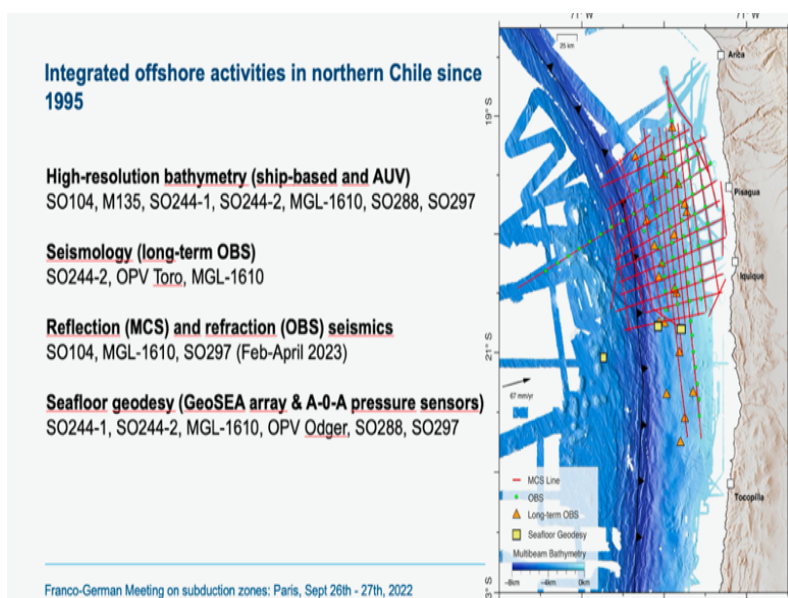 Integrated offshore activities in northern Chile since
1995
High-resolution bathymetry (ship-based and AUV)
SO104, M135, SO244-1, SO244-2, MGL-1610, SO288, SO297
Seismology (long-term OBS)
SO244-2, OPV Toro, MGL-1610
Reflection (MCS) and refraction (OBS) seismics
SO104, MGL-1610, SO297 (Feb-April 2023)
Seafloor geodesy (GeoSEA array & A-0-A pressure sensors)
SO244-1, SO244-2, MGL-1610, OPV Odger, SO288, SO297
Franco-German Meeting on subduction zones: Paris, Sept 26th - 27th, 2022
71°W
71°W
25 km
Arica
19°S
Pisagua
Iquique
21°S
67 mm/yr
MCS Line
OBS
Long-term OBS
Seafloor Geodesy
Multibeam Bathymetry
-8km -4km 0km
Tocopilla
3°S